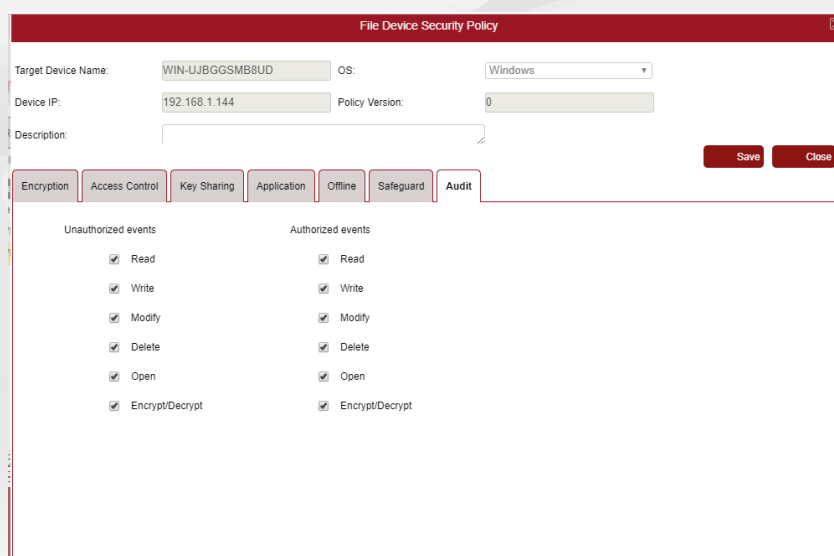 File Device Security Policy
Target Device Name: WIN-UJBGGSMB8UD OS: Windows
Device IP: 192.168.1.144 Policy Version: 0
Description:
Save Close
Encryption Access Control Key Sharing Application Offline Safeguard Audit
Unauthorized events Authorized events
Read Read
Write Write
Modify Modify
Delete Delete
Open Open
Encrypt/Decrypt Encrypt/Decrypt